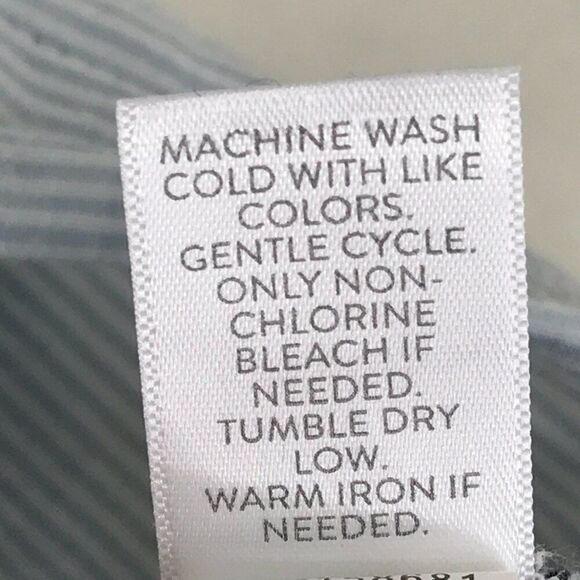 MACHINE WASH
COLD WITH LIKE
COLORS.
GENTLE CYCLE.
ONLY NON-
CHLORINE
BLEACH IF
NEEDED.
TUMBLE DRY
LOW.
WARM IRON IF
NEEDED.